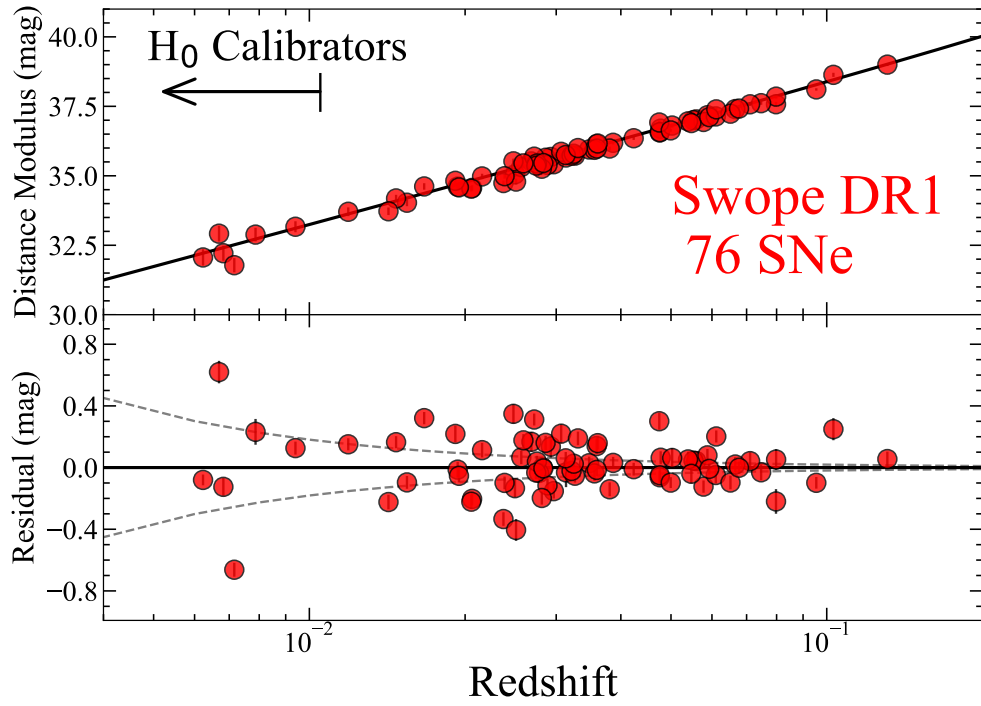 40.0
37.5
35.0
32.5
30.0
Distance Modulus (mag)
H₀ Calibrators
Swope DR1
76 SNe
0.8
0.4
0.0
−0.4
−0.8
Residual (mag)
10⁻²
10⁻¹
Redshift